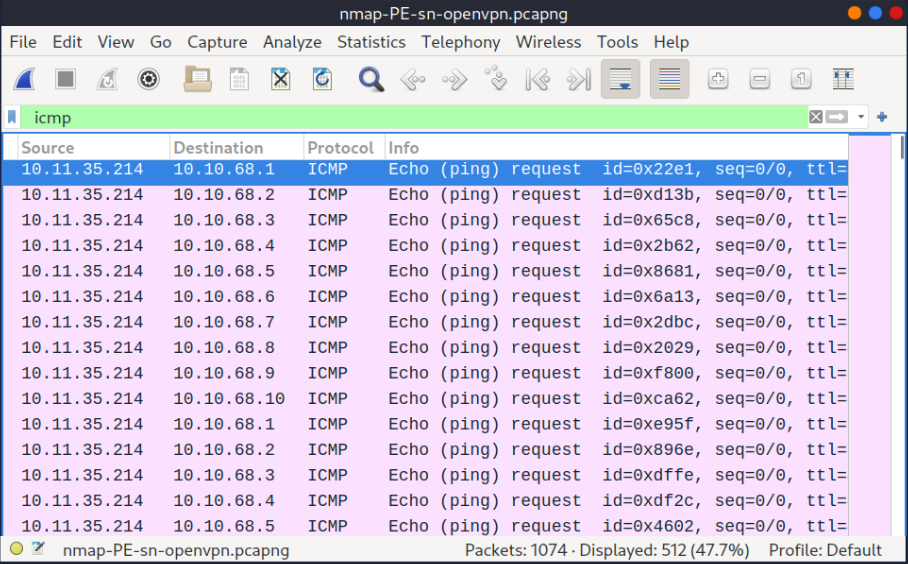 nmap-PE-sn-openvpn.pcapng
File Edit View Go Capture Analyze Statistics Telephony Wireless Tools Help
icmp
Source Destination Protocol Info
10.11.35.214 10.10.68.1 ICMP Echo (ping) request id=0x22e1, seq=0/0, ttl=
10.11.35.214 10.10.68.2 ICMP Echo (ping) request id=0xd13b, seq=0/0, ttl=
10.11.35.214 10.10.68.3 ICMP Echo (ping) request id=0x65c8, seq=0/0, ttl=
10.11.35.214 10.10.68.4 ICMP Echo (ping) request id=0x2b62, seq=0/0, ttl=
10.11.35.214 10.10.68.5 ICMP Echo (ping) request id=0x8681, seq=0/0, ttl=
10.11.35.214 10.10.68.6 ICMP Echo (ping) request id=0x6a13, seq=0/0, ttl=
10.11.35.214 10.10.68.7 ICMP Echo (ping) request id=0x2dbc, seq=0/0, ttl=
10.11.35.214 10.10.68.8 ICMP Echo (ping) request id=0x2029, seq=0/0, ttl=
10.11.35.214 10.10.68.9 ICMP Echo (ping) request id=0xf800, seq=0/0, ttl=
10.11.35.214 10.10.68.10 ICMP Echo (ping) request id=0xca62, seq=0/0, ttl=
10.11.35.214 10.10.68.1 ICMP Echo (ping) request id=0xe95f, seq=0/0, ttl=
10.11.35.214 10.10.68.2 ICMP Echo (ping) request id=0x896e, seq=0/0, ttl=
10.11.35.214 10.10.68.3 ICMP Echo (ping) request id=0xdffe, seq=0/0, ttl=
10.11.35.214 10.10.68.4 ICMP Echo (ping) request id=0xdf2c, seq=0/0, ttl=
10.11.35.214 10.10.68.5 ICMP Echo (ping) request id=0x4602, seq=0/0, ttl=
nmap-PE-sn-openvpn.pcapng Packets: 1074 · Displayed: 512 (47.7%) Profile: Default